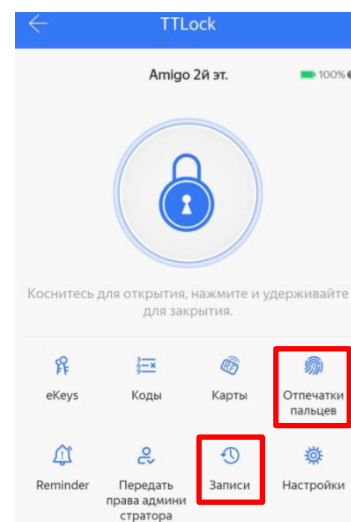 TTLock
Amigo 2й эт.
100%
Коснитесь для открытия, нажмите и удерживайте
для закрытия.
eKeys
Коды
Карты
Отпечатки
пальцев
Reminder
Передать
права админи
стратора
Записи
Настройки